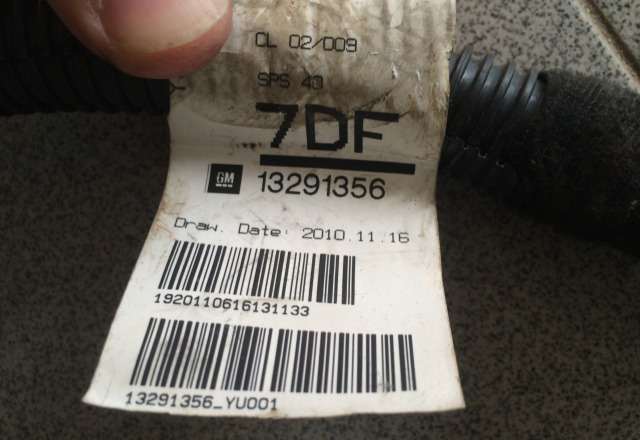 CL 02/009
SPS 43
7DF
GM
13291356
Draw. Date: 2010.11.16
1920110616131133
13291356_YU001